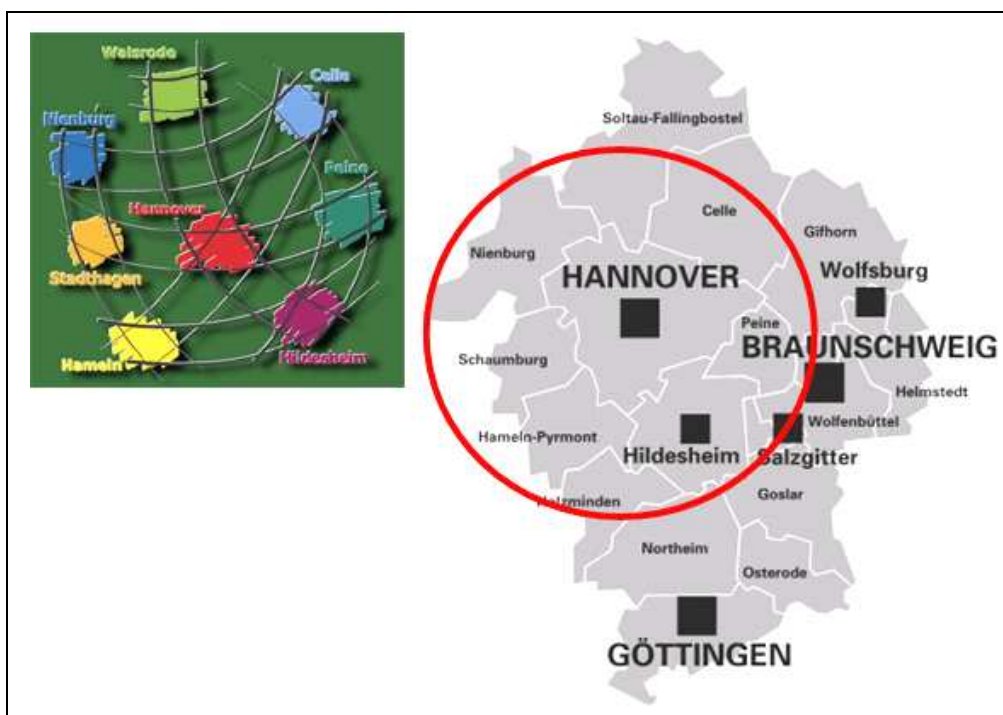 Walsrode
Celle
Nienburg
Peine
Hannover
Stadthagen
Hameln
Hildesheim
Soltau-Fallingbostel
Celle
Gifhorn
Nienburg
Wolfsburg
HANNOVER
Peine
BRAUNSCHWEIG
Schaumburg
Helmstedt
Wolfenbüttel
Hameln-Pyrmont
Hildesheim
Salzgitter
Holzminden
Goslar
Northeim
Osterode
GÖTTINGEN